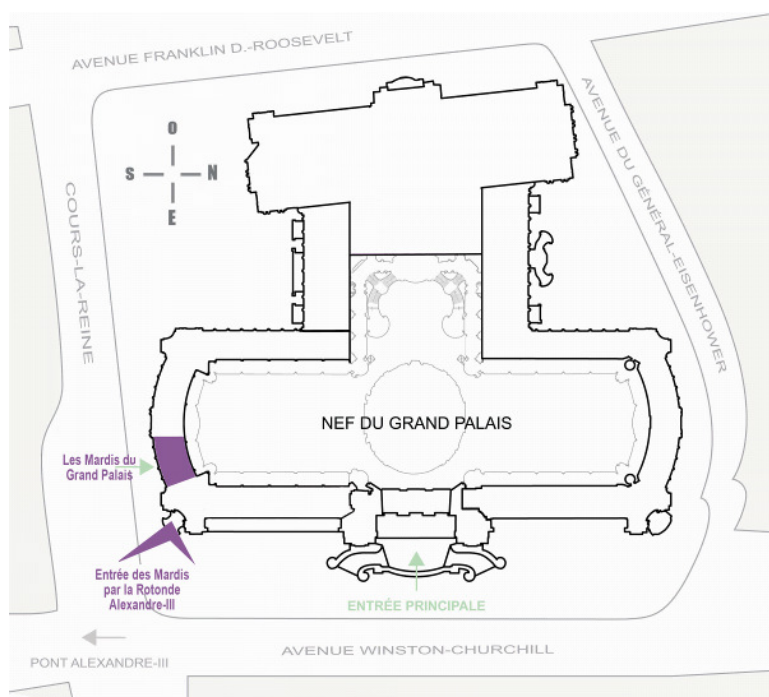 AVENUE FRANKLIN D.-ROOSEVELT
AVENUE DU GÉNÉRAL-EISENHOWER
O
S N
E
COURS-LA-REINE
NEF DU GRAND PALAIS
Les Mardis du
Grand Palais
Entrée des Mardis
par la Rotonde
Alexandre-III
ENTRÉE PRINCIPALE
AVENUE WINSTON-CHURCHILL
PONT ALEXANDRE-III